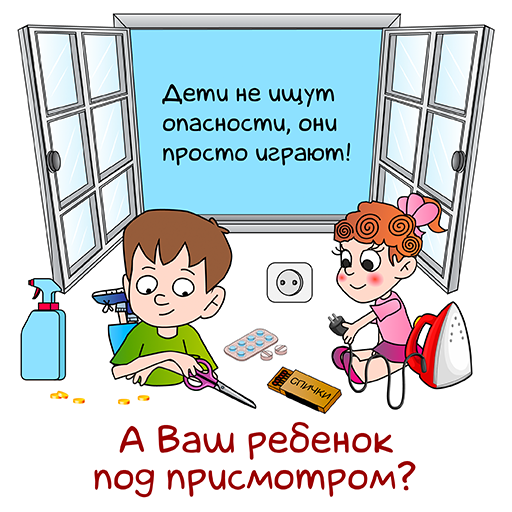 Дети не ищут
опасности, они
просто играют!
СПИЧКИ
А Ваш ребенок
под присмотром?